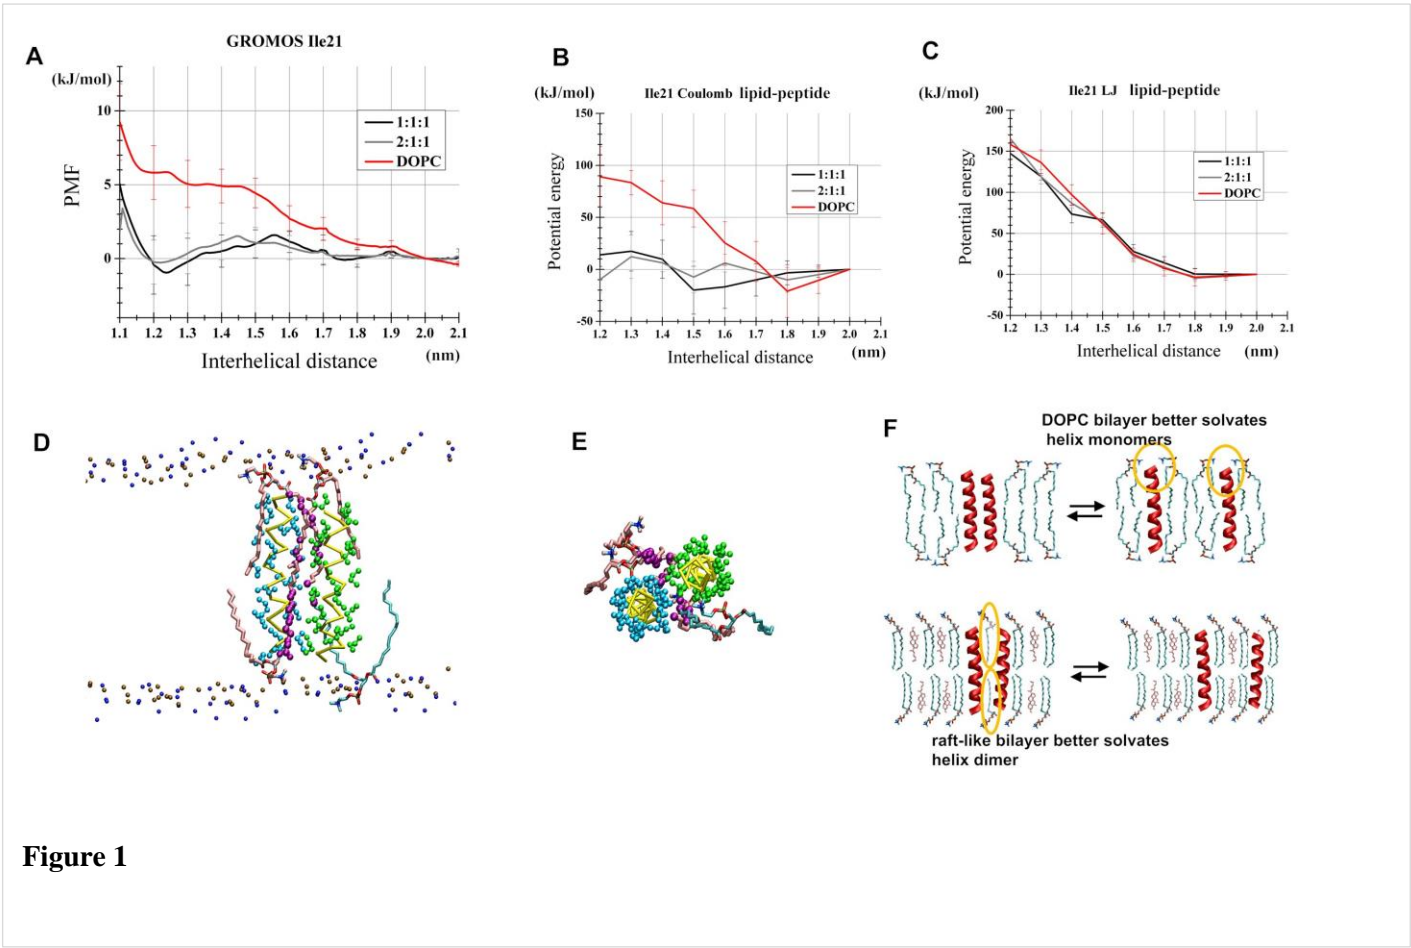 A
GROMOS Ile21
(kJ/mol)
10
5
0
PMF
1:1:1
2:1:1
DOPC
1.1 1.2 1.3 1.4 1.5 1.6 1.7 1.8 1.9 2.0 2.1
Interhelical distance (nm)
B
(kJ/mol)
Ile21 Coulomb lipid-peptide
150
100
50
0
-50
Potential energy
1:1:1
2:1:1
DOPC
1.2 1.3 1.4 1.5 1.6 1.7 1.8 1.9 2.0 2.1
Interhelical distance (nm)
C
(kJ/mol)
Ile21 LJ lipid-peptide
200
150
100
50
0
-50
Potential energy
1:1:1
2:1:1
DOPC
1.2 1.3 1.4 1.5 1.6 1.7 1.8 1.9 2.0 2.1
Interhelical distance (nm)
D
E
F
DOPC bilayer better solvates
helix monomers
raft-like bilayer better solvates
helix dimer
Figure 1